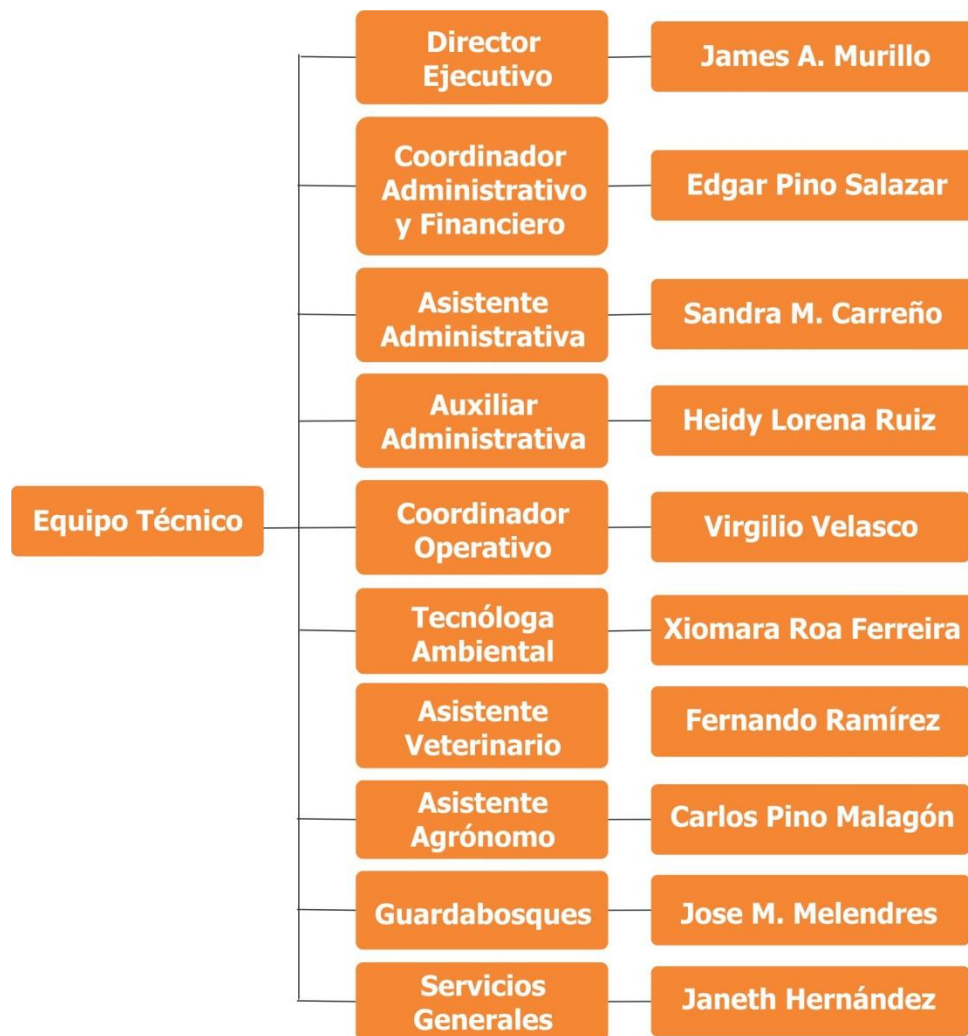 Director
Ejecutivo
James A. Murillo
Coordinador
Administrativo
y Financiero
Edgar Pino Salazar
Asistente
Administrativa
Sandra M. Carreño
Auxiliar
Administrativa
Heidy Lorena Ruiz
Equipo Técnico
Coordinador
Operativo
Virgilio Velasco
Tecnóloga
Ambiental
Xiomara Roa Ferreira
Asistente
Veterinario
Fernando Ramírez
Asistente
Agrónomo
Carlos Pino Malagón
Guardabosques
Jose M. Melendres
Servicios
Generales
Janeth Hernández